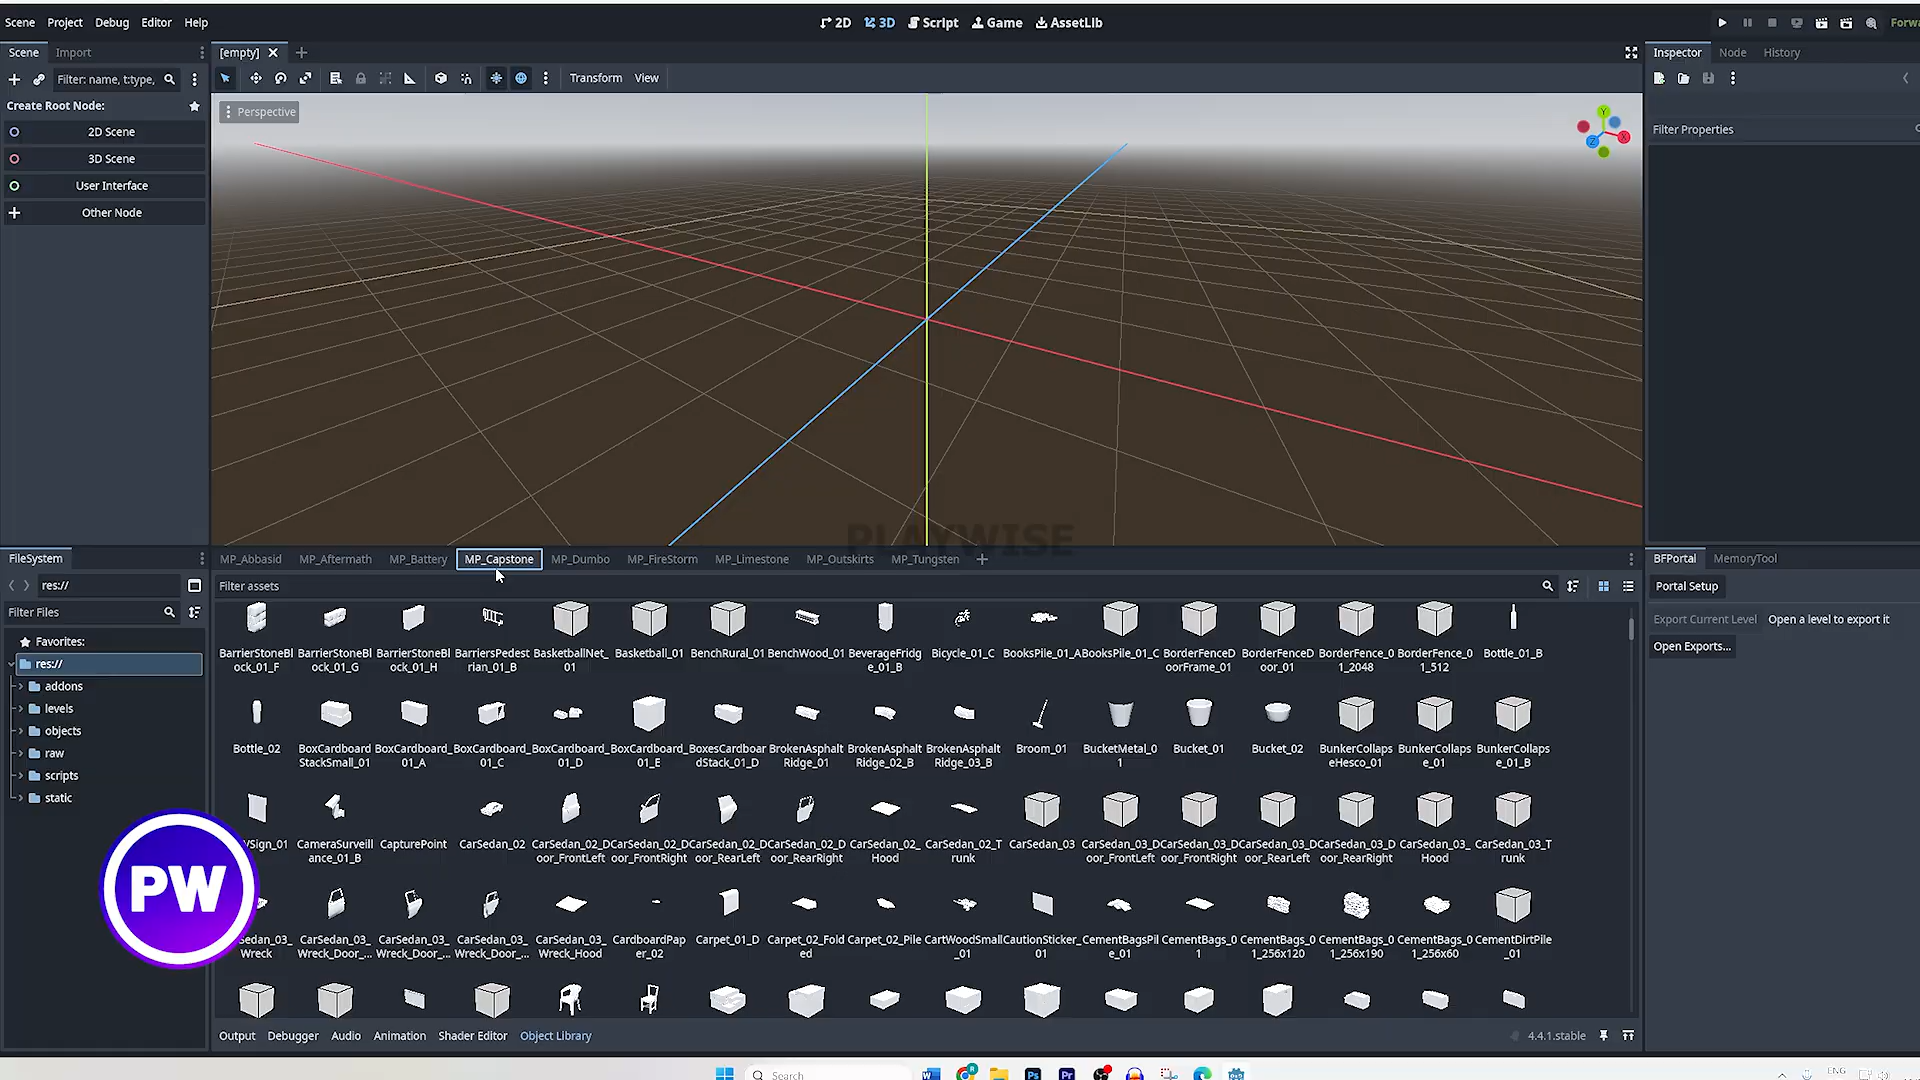 Scene Project Debug Editor Help
2D 3D Script Game AssetLib
Scene Import
[empty]
Inspector Node History
Filter: name, t:type,
Transform View
Create Root Node:
2D Scene
3D Scene
User Interface
Other Node
Perspective
Y
X
Z
Filter Properties
PLAYWISE
FileSystem
MP_Abbasid MP_Aftermath MP_Battery MP_Capstone MP_Dumbo MP_FireStorm MP_Limestone MP_Outskirts MP_Tungsten
BFPortal MemoryTool
res://
Filter assets
Portal Setup
Filter Files
Export Current Level Open a level to export it
Open Exports...
Favorites:
res://
addons
levels
objects
raw
scripts
static
BarrierStoneBl BarrierStoneBl BarrierStoneBl BarriersPedest BasketballNet_ Basketball_01 BenchRural_01 BenchWood_01 BeverageFridg Bicycle_01_C BooksPile_01_A BooksPile_01_C BorderFenceD BorderFenceD BorderFence_0 BorderFence_0 Bottle_01_B
ock_01_F ock_01_G ock_01_H rian_01_B 01 e_01_B oorFrame_01 oor_01 1_2048 1_512
Bottle_02 BoxCardboard BoxCardboard_ BoxCardboard_ BoxCardboard_ BoxCardboard_ BoxesCardboar BrokenAsphalt BrokenAsphalt BrokenAsphalt Broom_01 BucketMetal_0 Bucket_01 Bucket_02 BunkerCollaps BunkerCollaps BunkerCollaps
StackSmall_01 01_A 01_C 01_D 01_E dStack_01_D Ridge_01 Ridge_02_B Ridge_03_B 1 eHesco_01 e_01 e_01_B
Sign_01 CameraSurveill CapturePoint CarSedan_02 CarSedan_02_D CarSedan_02_D CarSedan_02_D CarSedan_02_D CarSedan_02_ CarSedan_02_T CarSedan_03 CarSedan_03_D CarSedan_03_D CarSedan_03_D CarSedan_03_D CarSedan_03_ CarSedan_03_T
ance_01_B oor_FrontLeft oor_FrontRight oor_RearLeft oor_RearRight Hood runk oor_FrontLeft oor_FrontRight oor_RearLeft oor_RearRight Hood runk
Sedan_03_ CarSedan_03_ CarSedan_03_ CarSedan_03_ CarSedan_03_ CardboardPap Carpet_01_D Carpet_02_Fold Carpet_02_Pile CartWoodSmall CautionSticker_ CementBagsPil CementBags_0 CementBags_0 CementBags_0 CementBags_0 CementDirtPile
Wreck Wreck_Door_... Wreck_Door_... Wreck_Door_... Wreck_Hood er_02 ed _01 01 e_01 1 1_256x120 1_256x190 1_256x60 _01
PW
Output Debugger Audio Animation Shader Editor Object Library
4.4.1.stable
Search
ENG